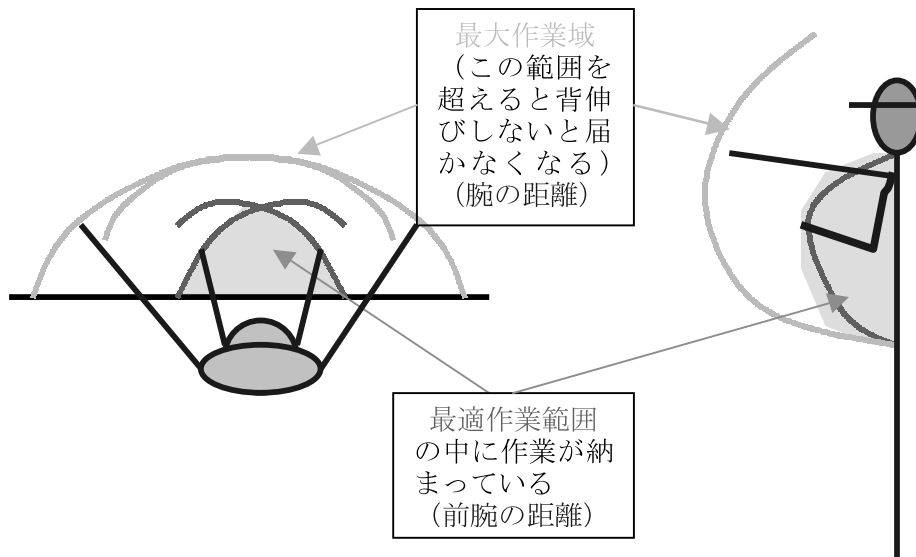 最大作業域
（この範囲を
超えると背伸
びしないと届
かなくなる）
（腕の距離）
最適作業範囲
の中に作業が納
まっている
（前腕の距離）